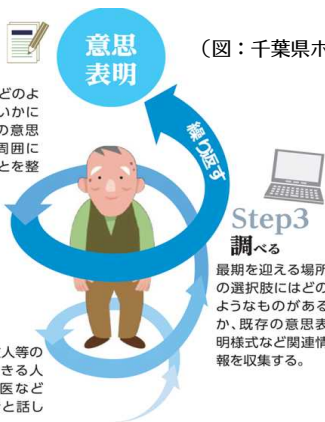 意思
表明
（図：千葉県ホ
どのよ
いかに
の意思
周囲に
とを整
繰り返す
Step3
調べる
最期を迎える場所
の選択肢にはどの
ようなものがある
か、既存の意思表
明様式など関連情
報を収集する。
人等の
きる人
医など
と話し